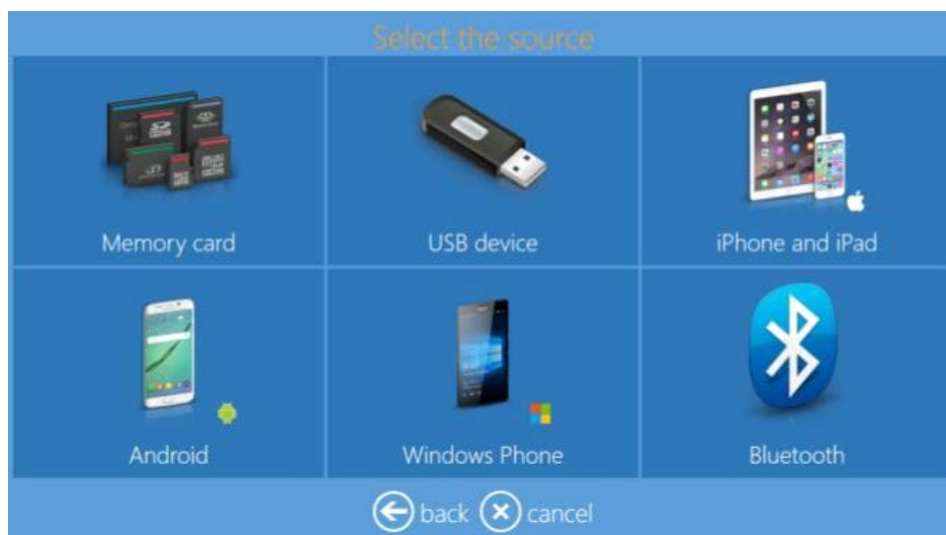 Select the source
Memory card
USB device
iPhone and iPad
Android
Windows Phone
Bluetooth
back cancel